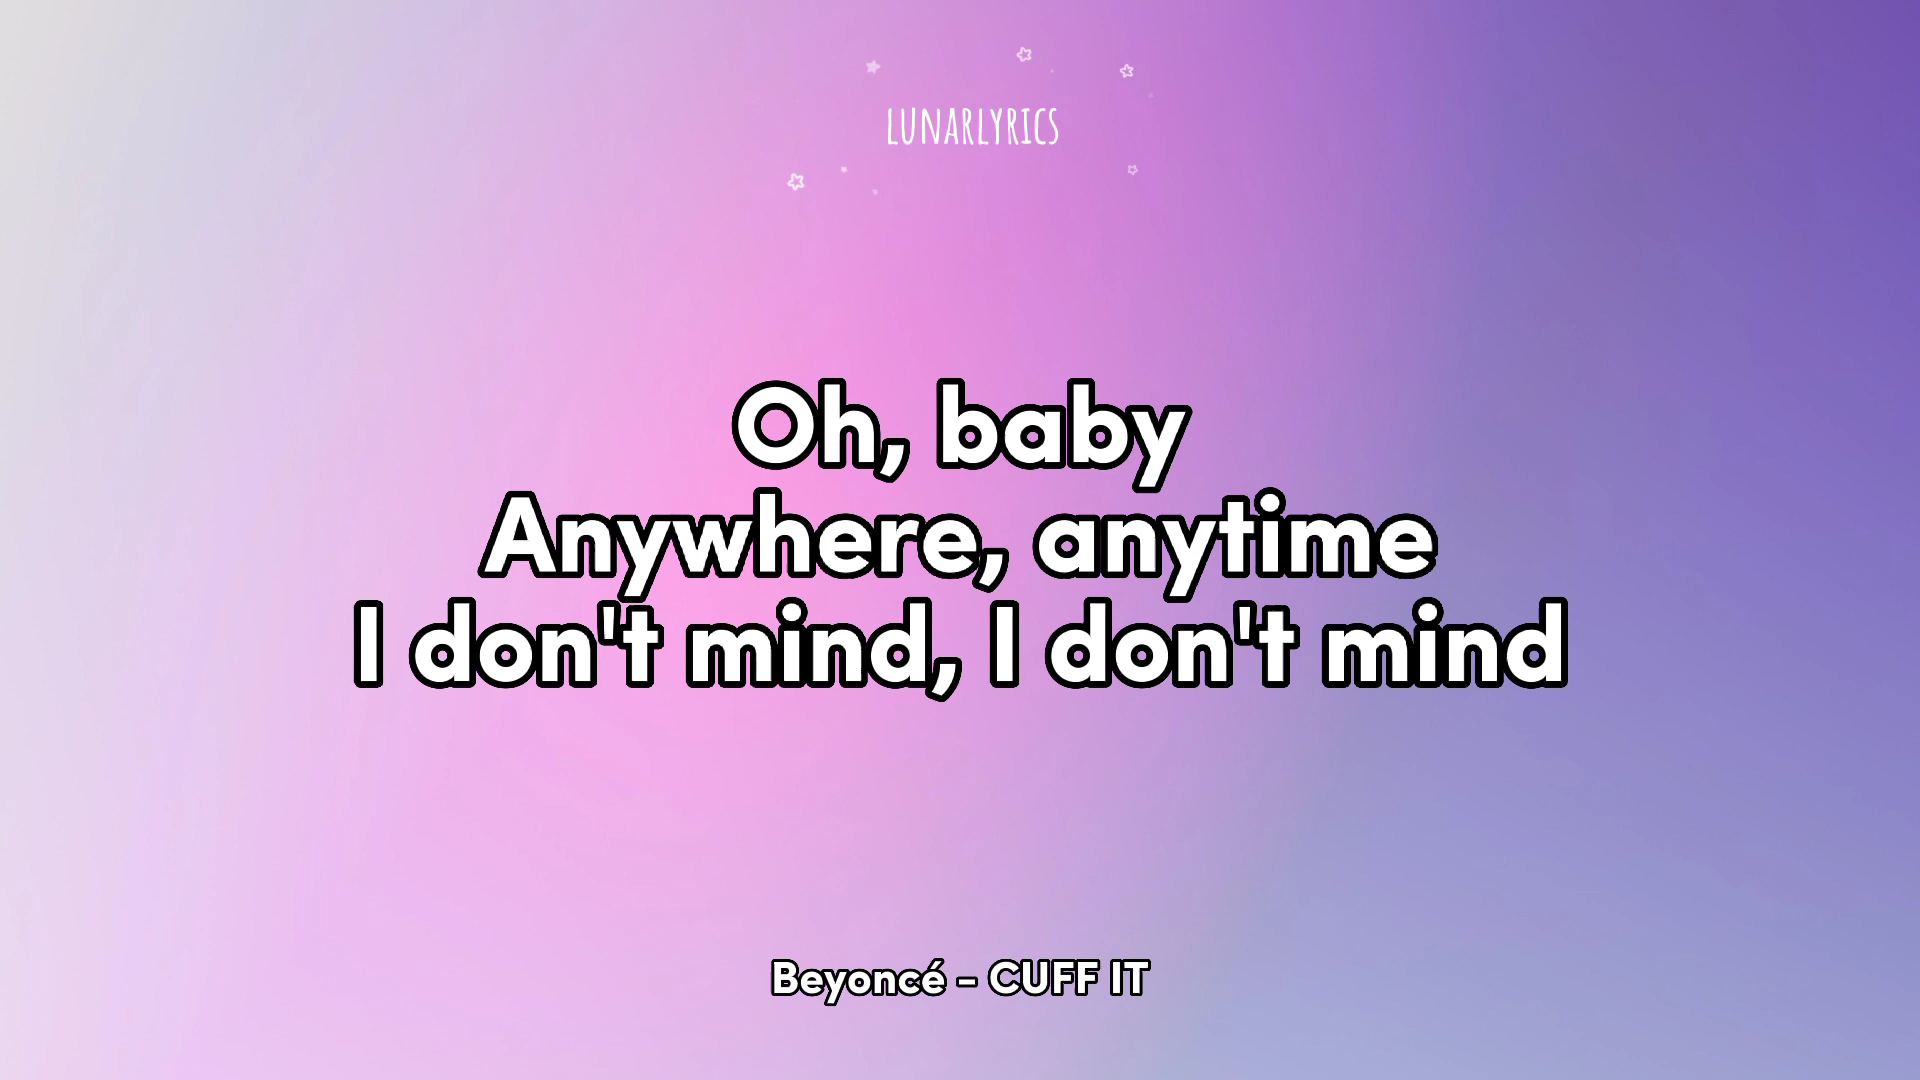 LUNARLYRICS
Oh, baby
Anywhere, anytime
I don't mind, I don't mind
Beyoncé - CUFF IT